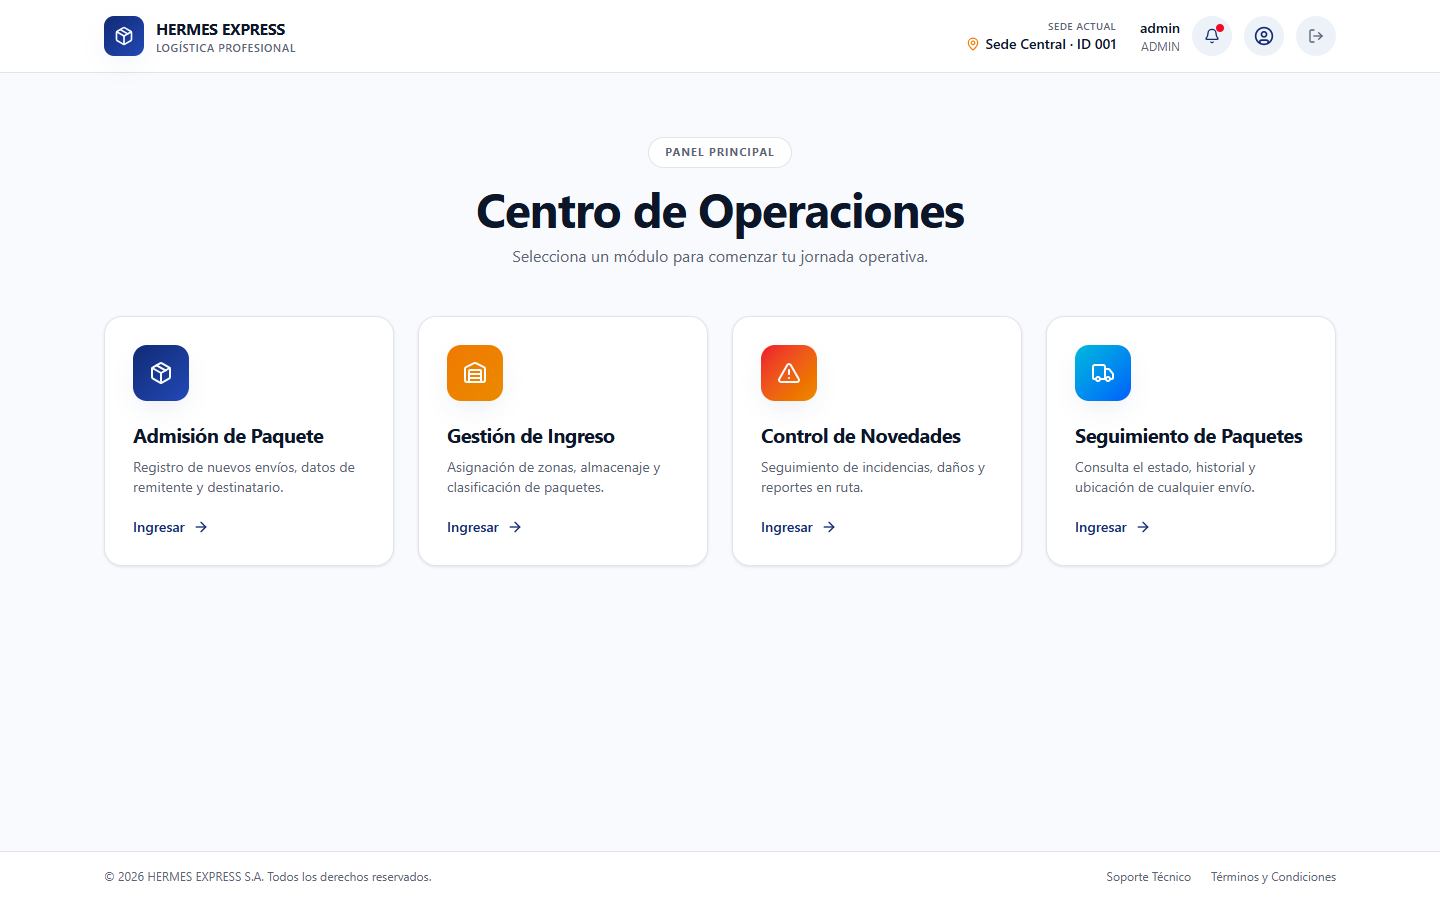 HERMES EXPRESS
LOGÍSTICA PROFESIONAL
SEDE ACTUAL
Sede Central · ID 001
admin
ADMIN
PANEL PRINCIPAL
Centro de Operaciones
Selecciona un módulo para comenzar tu jornada operativa.
Admisión de Paquete
Registro de nuevos envíos, datos de
remitente y destinatario.
Ingresar
Gestión de Ingreso
Asignación de zonas, almacenaje y
clasificación de paquetes.
Ingresar
Control de Novedades
Seguimiento de incidencias, daños y
reportes en ruta.
Ingresar
Seguimiento de Paquetes
Consulta el estado, historial y
ubicación de cualquier envío.
Ingresar
© 2026 HERMES EXPRESS S.A. Todos los derechos reservados.
Soporte Técnico
Términos y Condiciones